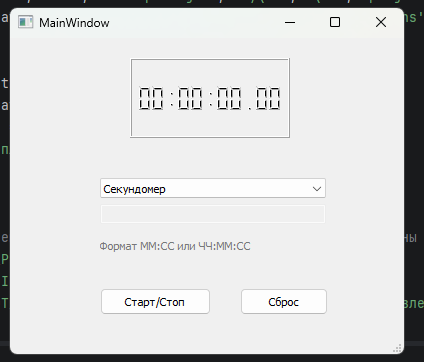 MainWindow
00:00:00.00
Секундомер
Формат ММ:СС или ЧЧ:ММ:СС
Старт/Стоп
Сброс